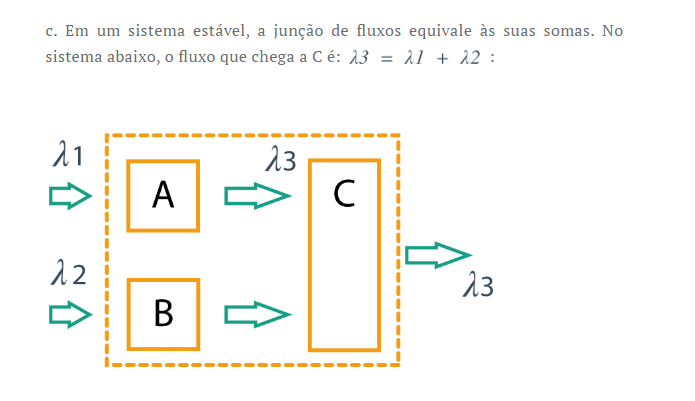 c. Em um sistema estável, a junção de fluxos equivale às suas somas. No
sistema abaixo, o fluxo que chega a C é: λ3 = λ1 + λ2 :
λ1
λ3
A
C
λ2
λ3
B